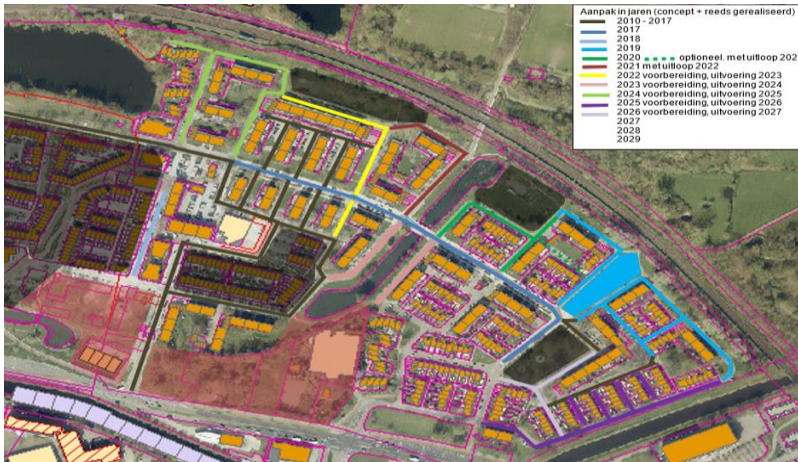 Aanpak in jaren (concept + reeds gerealiseerd)
2010 - 2017
2017
2018
2019
2020 optioneel. met uitloop 202
2021 met uitloop 2022
2022 voorbereiding, uitvoering 2023
2023 voorbereiding, uitvoering 2024
2024 voorbereiding, uitvoering 2025
2025 voorbereiding, uitvoering 2026
2026 voorbereiding, uitvoering 2027
2027
2028
2029